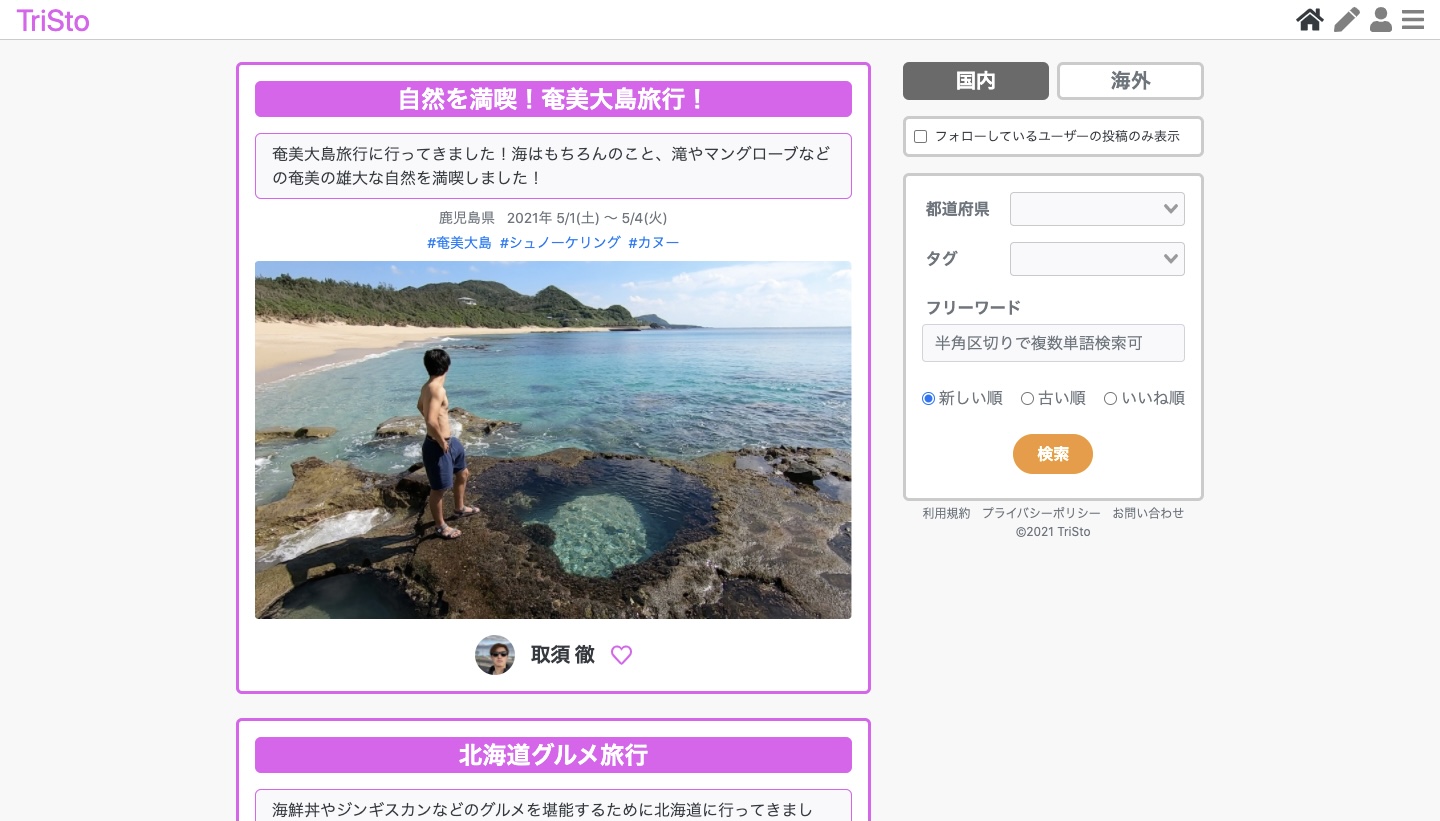 TriSto
自然を満喫！奄美大島旅行！
奄美大島旅行に行ってきました！海はもちろんのこと、滝やマングローブなど
の奄美の雄大な自然を満喫しました！
鹿児島県 2021年 5/1(土) 〜 5/4(火)
#奄美大島 #シュノーケリング #カヌー
取須 徹
北海道グルメ旅行
海鮮丼やジンギスカンなどのグルメを堪能するために北海道に行ってきまし
国内 海外
フォローしているユーザーの投稿のみ表示
都道府県
タグ
フリーワード
半角区切りで複数単語検索可
新しい順 古い順 いいね順
検索
利用規約 プライバシーポリシー お問い合わせ
©2021 TriSto